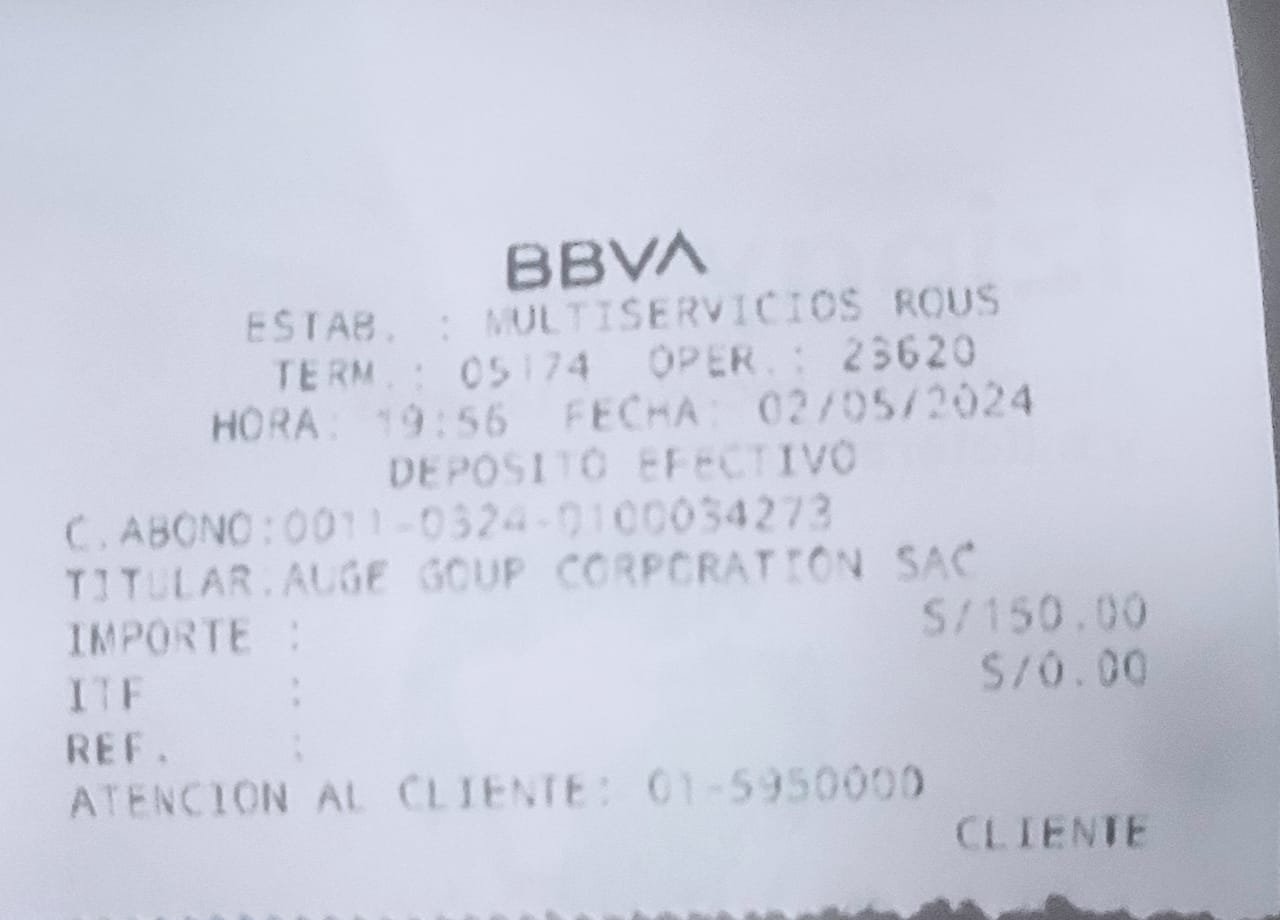 BBVA
ESTAB. : MULTISERVICIOS ROUS
TERM.: 05174 OPER.: 23620
HORA: 19:56 FECHA: 02/05/2024
DEPOSITO EFECTIVO
C.ABONO:0011-0324-0100034273
TITULAR:AUGE GOUP CORPORATION SAC
IMPORTE : S/150.00
ITF : S/0.00
REF. :
ATENCION AL CLIENTE: 01-5950000
CLIENTE